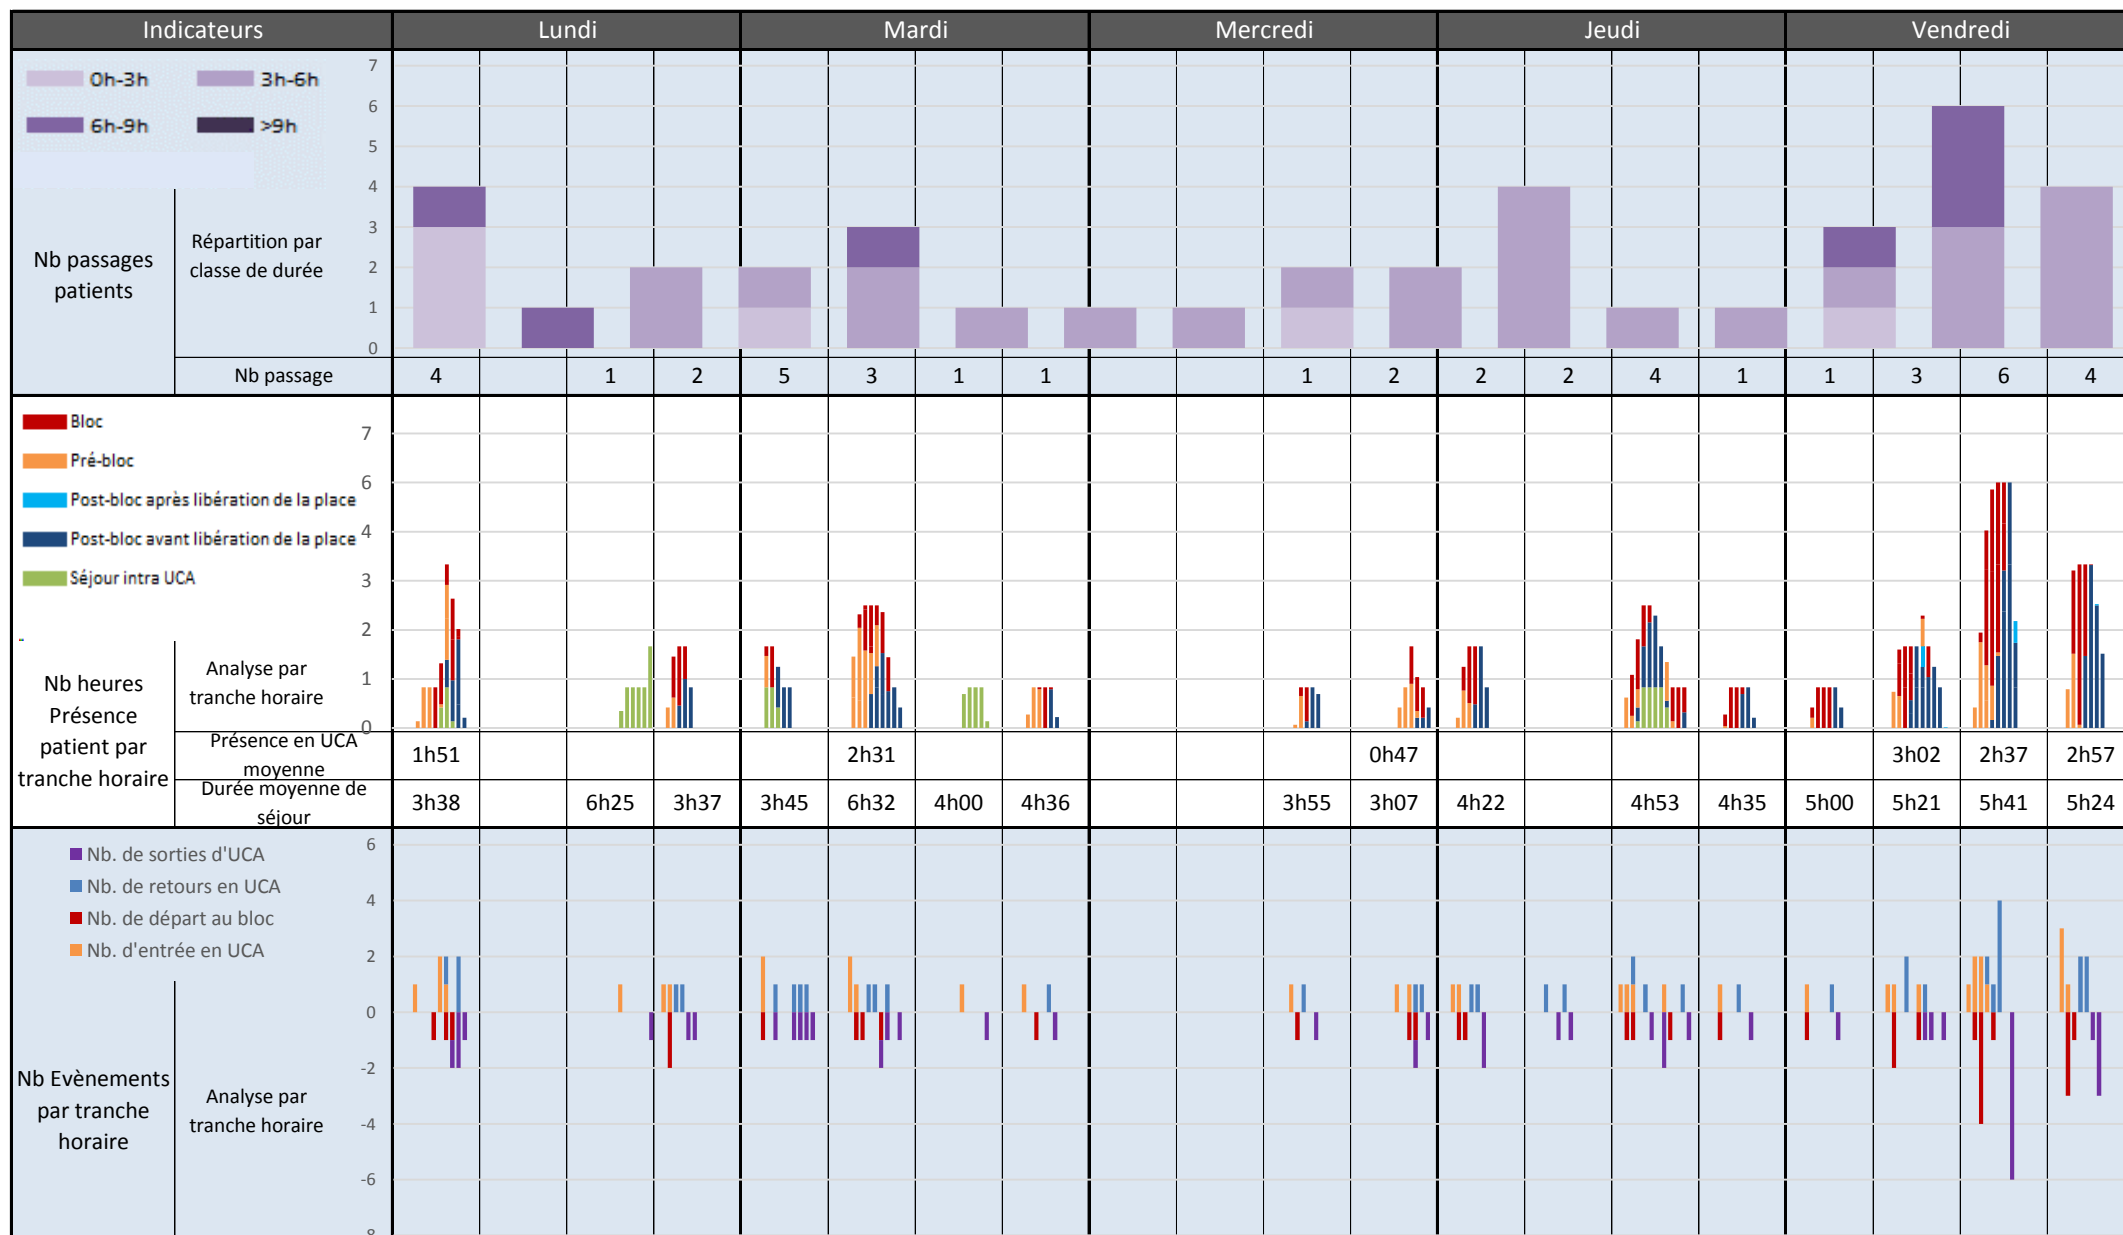 Indicateurs Lundi Mardi Mercredi Jeudi Vendredi
0h-3h 3h-6h
6h-9h >9h
7
6
5
4
3
2
1
0
Nb passages
patients
Répartition par
classe de durée
Nb passage 4 1 2 5 3 1 1 1 2 2 2 4 1 1 3 6 4
Bloc
Pré-bloc
Post-bloc après libération de la place
Post-bloc avant libération de la place
Séjour intra UCA
7
6
4
3
2
1
0
Nb heures
Présence
patient par
tranche horaire
Analyse par
tranche horaire
Présence en UCA
moyenne
1h51 2h31 0h47 3h02 2h37 2h57
Durée moyenne de
séjour
3h38 6h25 3h37 3h45 6h32 4h00 4h36 3h55 3h07 4h22 4h53 4h35 5h00 5h21 5h41 5h24
Nb. de sorties d'UCA
Nb. de retours en UCA
Nb. de départ au bloc
Nb. d'entrée en UCA
6
4
2
0
-2
-4
-6
-8
Nb Evènements
par tranche
horaire
Analyse par
tranche horaire